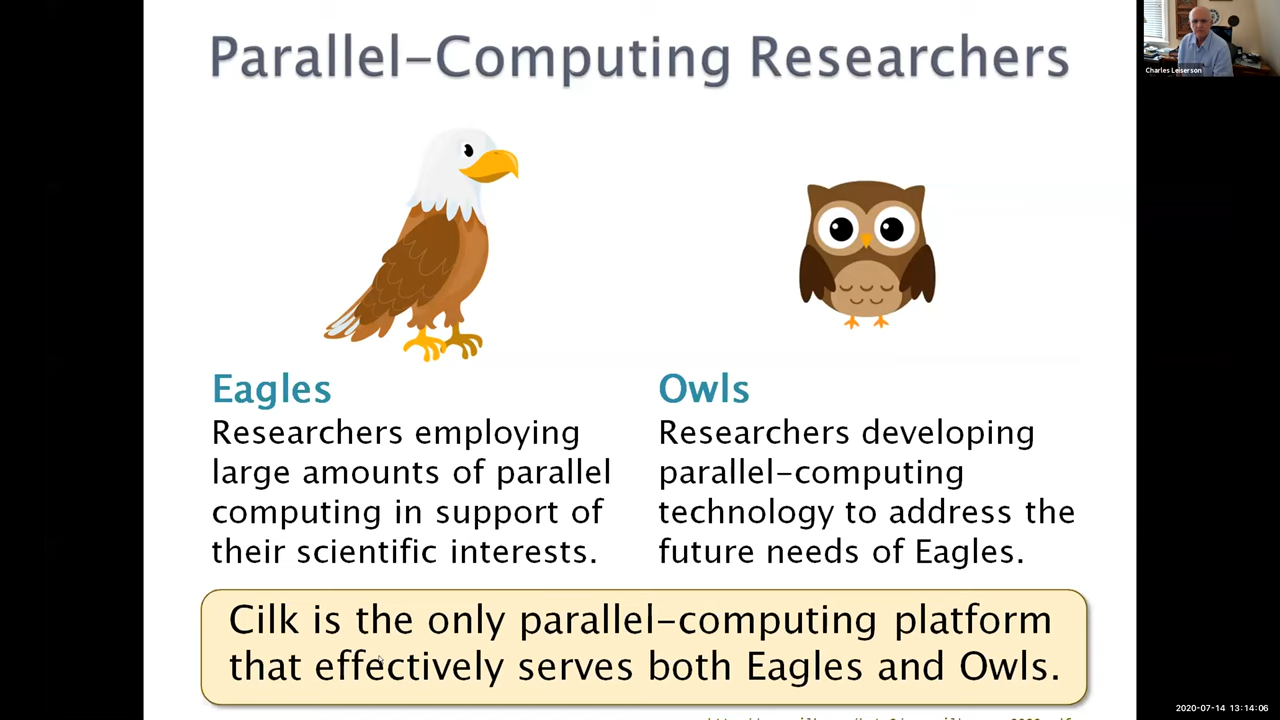 Parallel-Computing Researchers
Charles Leiserson
Eagles
Researchers employing
large amounts of parallel
computing in support of
their scientific interests.
Owls
Researchers developing
parallel-computing
technology to address the
future needs of Eagles.
Cilk is the only parallel-computing platform
that effectively serves both Eagles and Owls.
2020-07-14 13:14:06